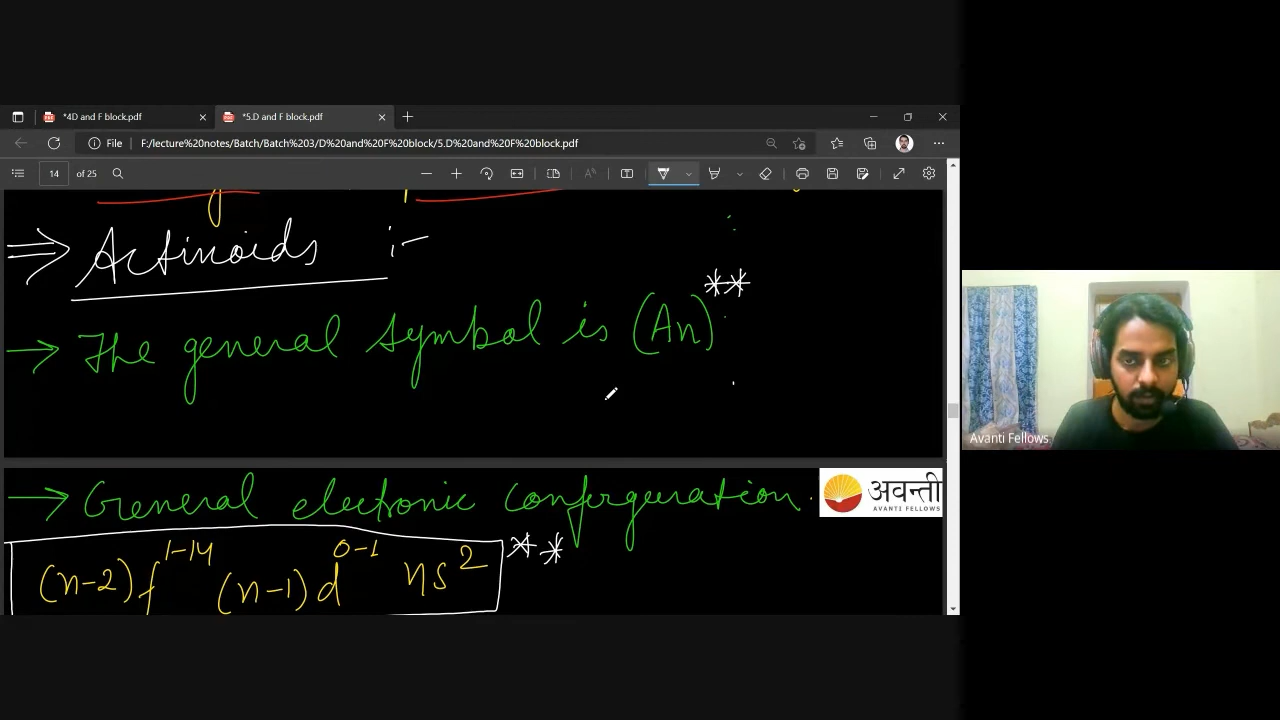 *4D and F block.pdf
*5.D and F block.pdf
File
F:/lecture%20notes/Batch/Batch%203/D%20and%20F%20block/5.D%20and%20F%20block.pdf
14 of 25
⇒ Actinoids :-
→ The general symbol is (An) **
→ General electronic confergeuration.
अवन्ती
AVANTI FELLOWS
(n-2)f¹⁻¹⁴ (n-1)d⁰⁻¹ ns² **
Avanti Fellows